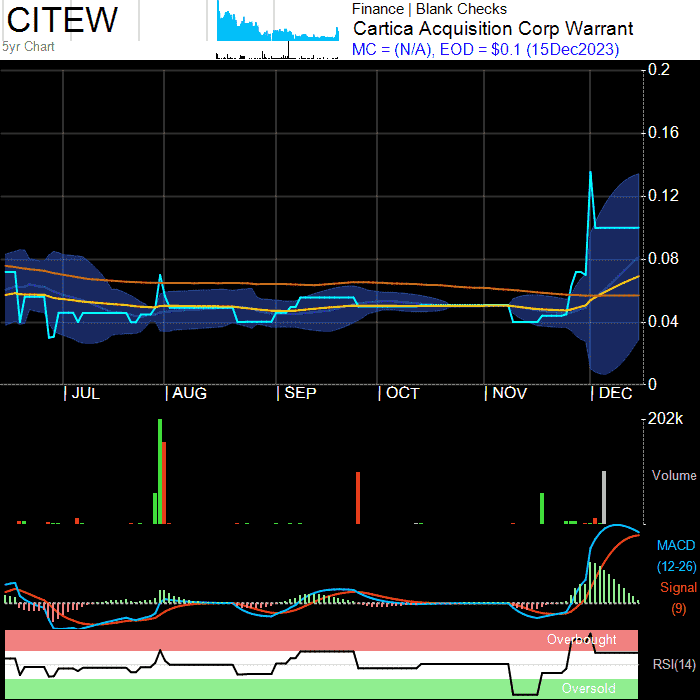 CITEW
5yr Chart
Finance | Blank Checks
Cartica Acquisition Corp Warrant
MC = (N/A), EOD = $0.1 (15Dec2023)
0.2
0.16
0.12
0.08
0.04
0
JUL AUG SEP OCT NOV DEC
202k
Volume
MACD
(12-26)
Signal
(9)
Overbought
RSI(14)
Oversold